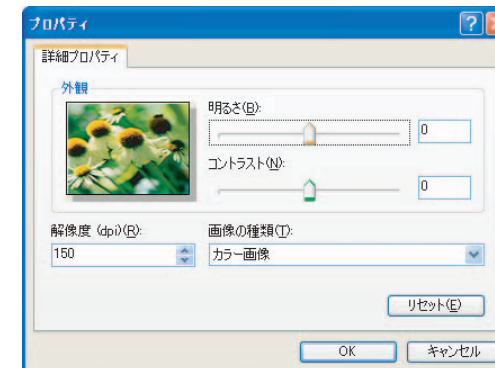 プロパティ
詳細プロパティ
外観
明るさ(B):
0
コントラスト(N):
0
解像度 (dpi)(R):
150
画像の種類(T):
カラー画像
リセット(E)
OK
キャンセル